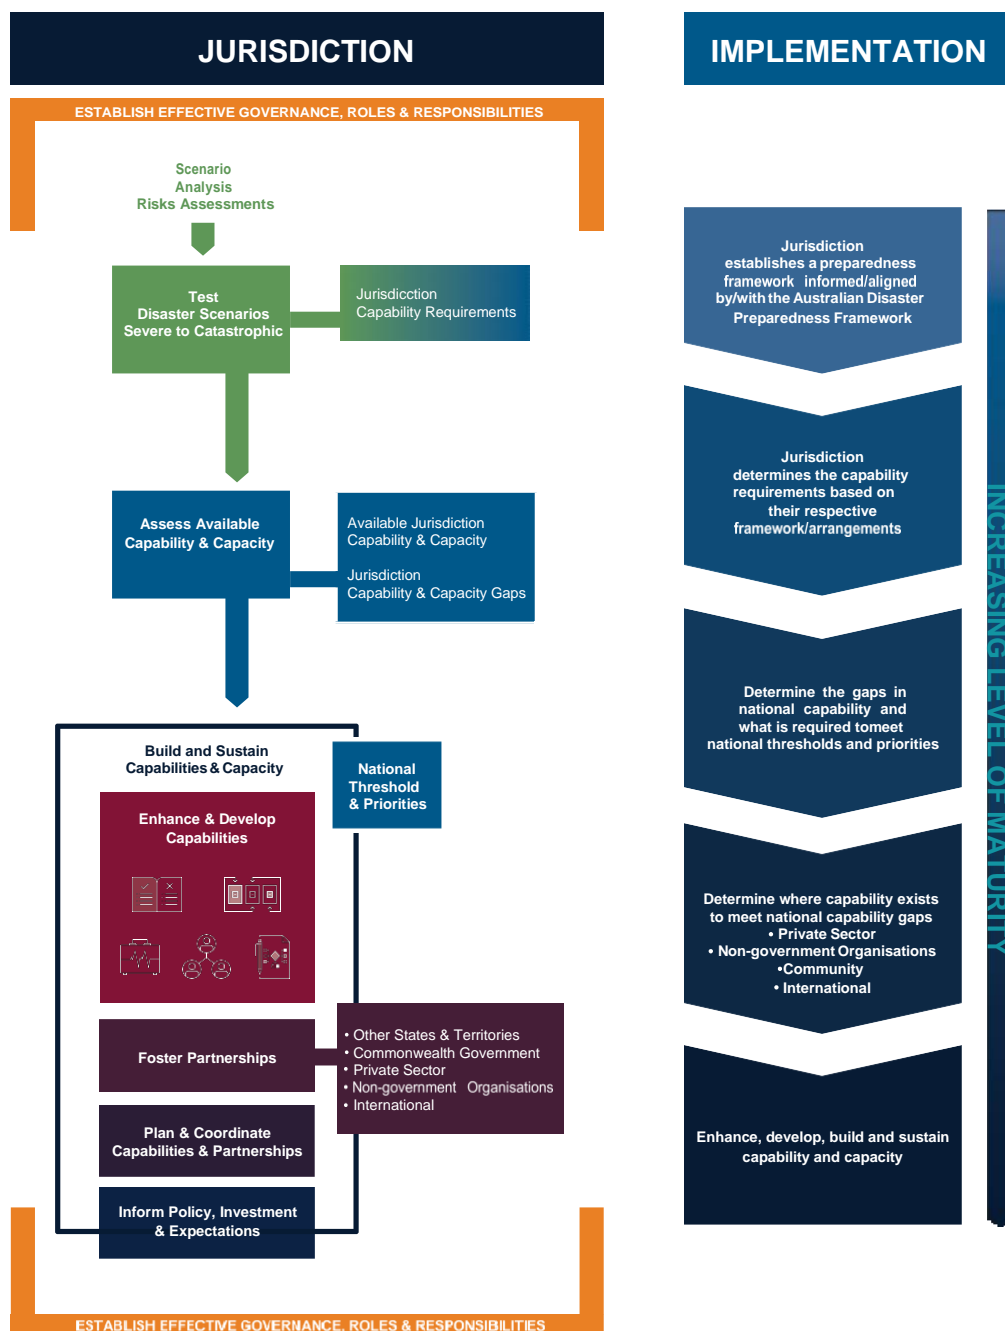 JURISDICTION
ESTABLISH EFFECTIVE GOVERNANCE, ROLES & RESPONSIBILITIES
Scenario
Analysis
Risks Assessments
Test
Disaster Scenarios
Severe to Catastrophic
Jurisdicction
Capability Requirements
Assess Available
Capability & Capacity
Available Jurisdiction
Capability & Capacity
Jurisdiction
Capability & Capacity Gaps
Build and Sustain
Capabilities & Capacity
National
Threshold
& Priorities
Enhance & Develop
Capabilities
Foster Partnerships
• Other States & Territories
• Commonwealth Government
• Private Sector
• Non-government Organisations
• International
Plan & Coordinate
Capabilities & Partnerships
Inform Policy, Investment
& Expectations
ESTABLISH EFFECTIVE GOVERNANCE, ROLES & RESPONSIBILITIES
IMPLEMENTATION
Jurisdiction
establishes a preparedness
framework informed/aligned
by/with the Australian Disaster
Preparedness Framework
Jurisdiction
determines the capability
requirements based on
their respective
framework/arrangements
Determine the gaps in
national capability and
what is required tomeet
national thresholds and priorities
Determine where capability exists
to meet national capability gaps
• Private Sector
• Non-government Organisations
•Community
• International
Enhance, develop, build and sustain
capability and capacity
INCREASING LEVEL OF MATURITY